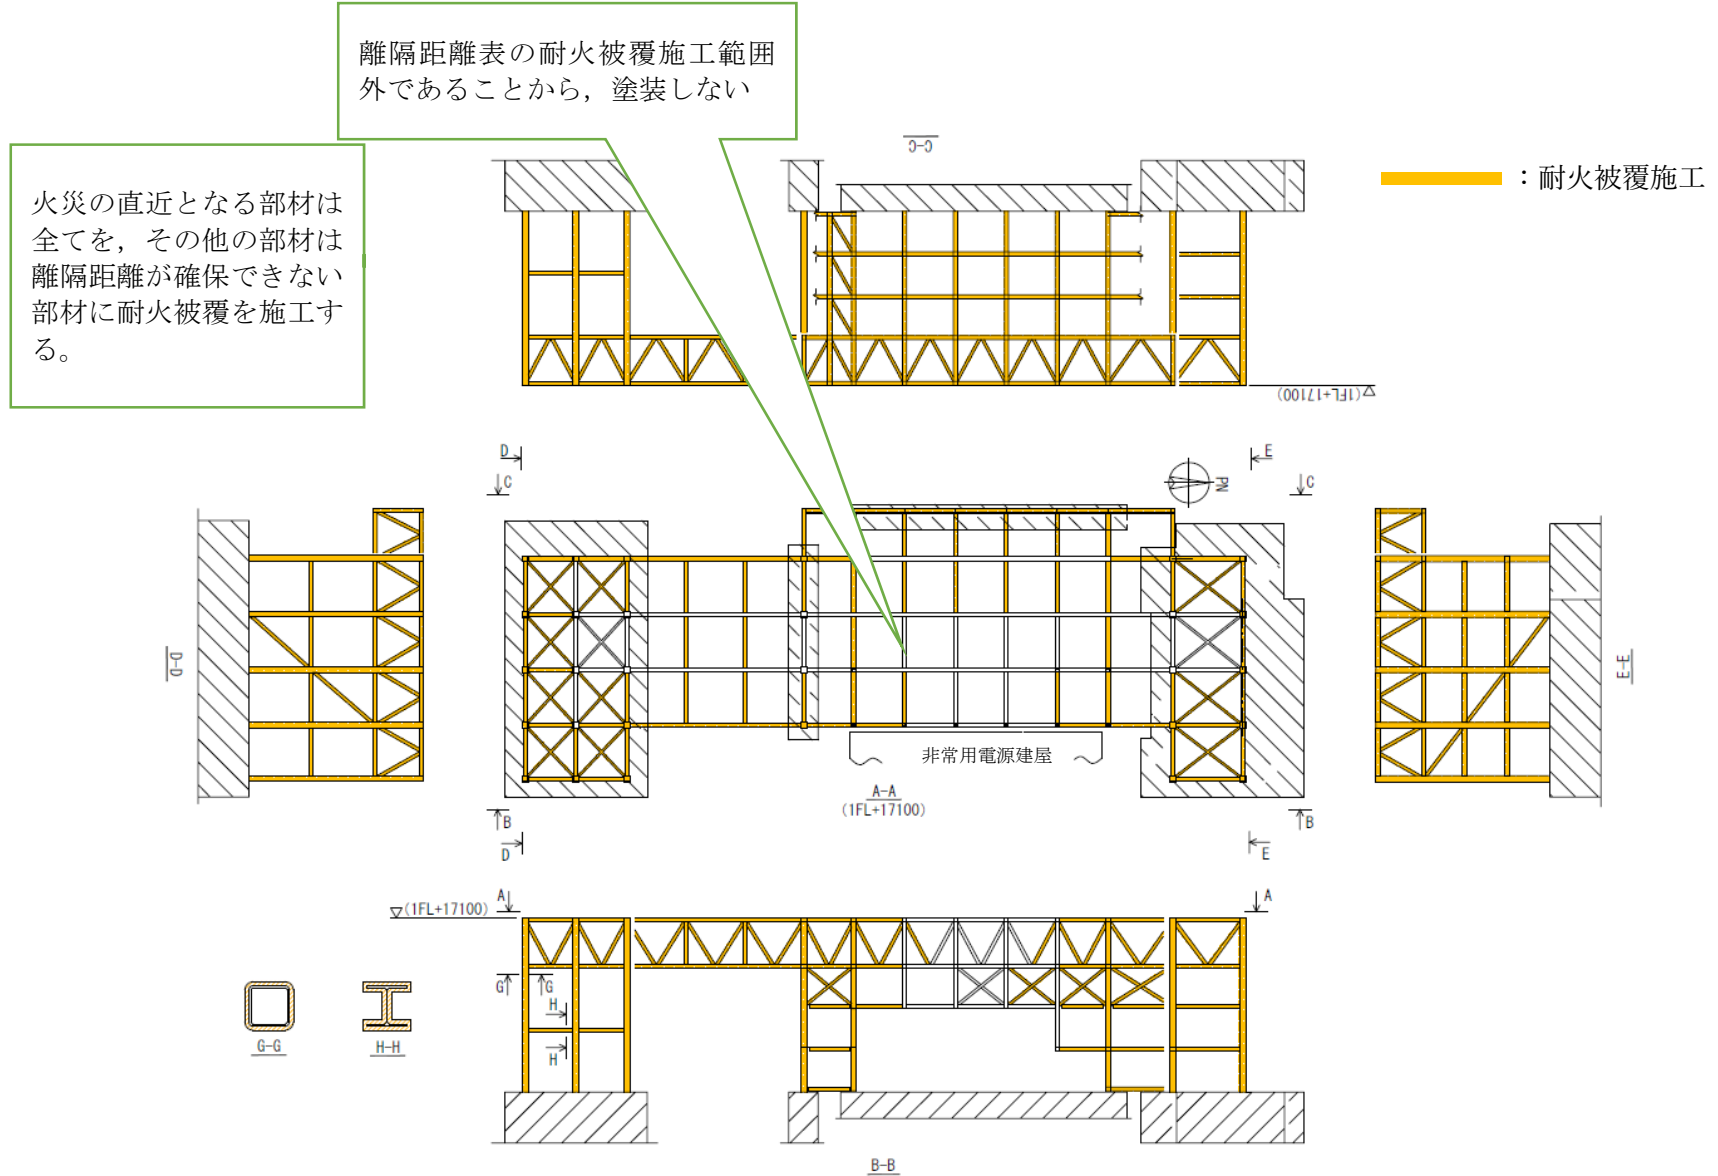 離隔距離表の耐火被覆施工範囲
外であることから，塗装しない
火災の直近となる部材は
全てを，その他の部材は
離隔距離が確保できない
部材に耐火被覆を施工す
る。
：耐火被覆施工
C-C
▽(1FL+17100)
D
E
C
C
PN
D-D
E-E
非常用電源建屋
A-A
(1FL+17100)
B
B
D
E
A
A
▽(1FL+17100)
G
G
H
H
G-G
H-H
B-B